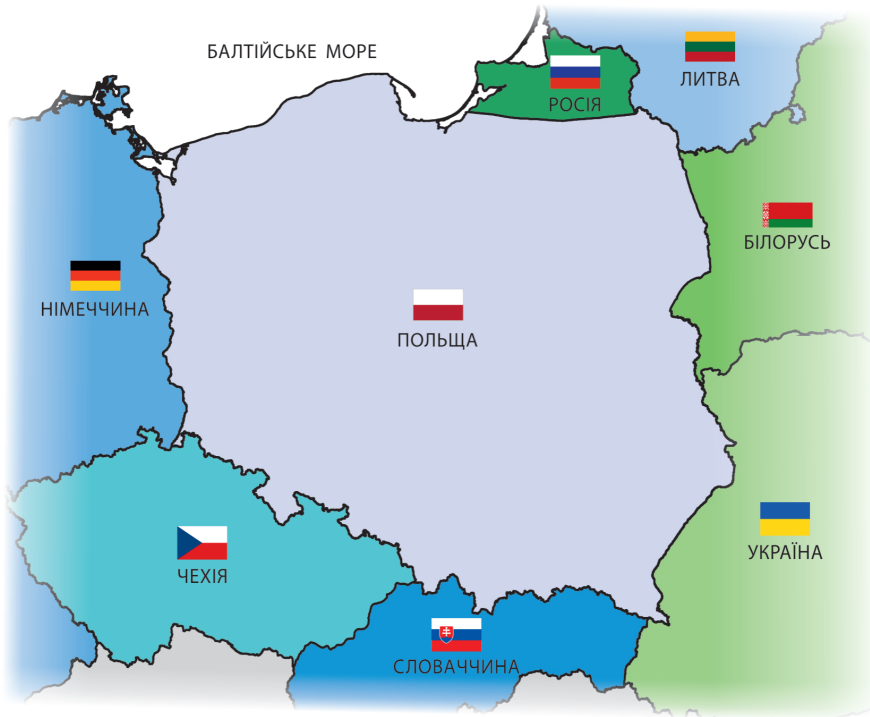 БАЛТІЙСЬКЕ МОРЕ
ЛИТВА
РОСІЯ
БІЛОРУСЬ
НІМЕЧЧИНА
ПОЛЬЩА
УКРАЇНА
ЧЕХІЯ
СЛОВАЧЧИНА